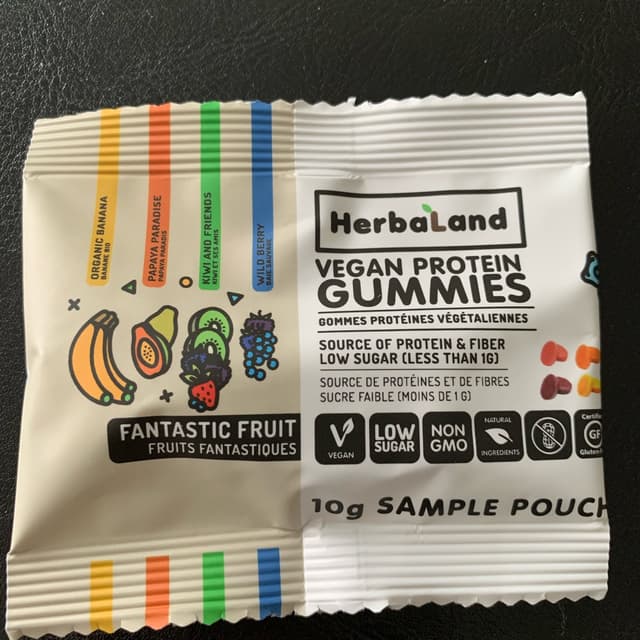 ORGANIC BANANA
BANANE BIO
PAPAYA PARADISE
PAPAYA PARADIS
KIWI AND FRIENDS
KIWI ET SES AMIS
WILD BERRY
BAIE SAUVAGE
FANTASTIC FRUIT
FRUITS FANTASTIQUES
HerbaLand
VEGAN PROTEIN
GUMMIES
GOMMES PROTÉINES VÉGÉTALIENNES
SOURCE OF PROTEIN & FIBER
LOW SUGAR (LESS THAN 1G)
SOURCE DE PROTÉINES ET DE FIBRES
SUCRE FAIBLE (MOINS DE 1 G)
VEGAN
LOW
SUGAR
NON
GMO
NATURAL
INGREDIENTS
Certifie
GF
Gluten-F
10g SAMPLE POUCH